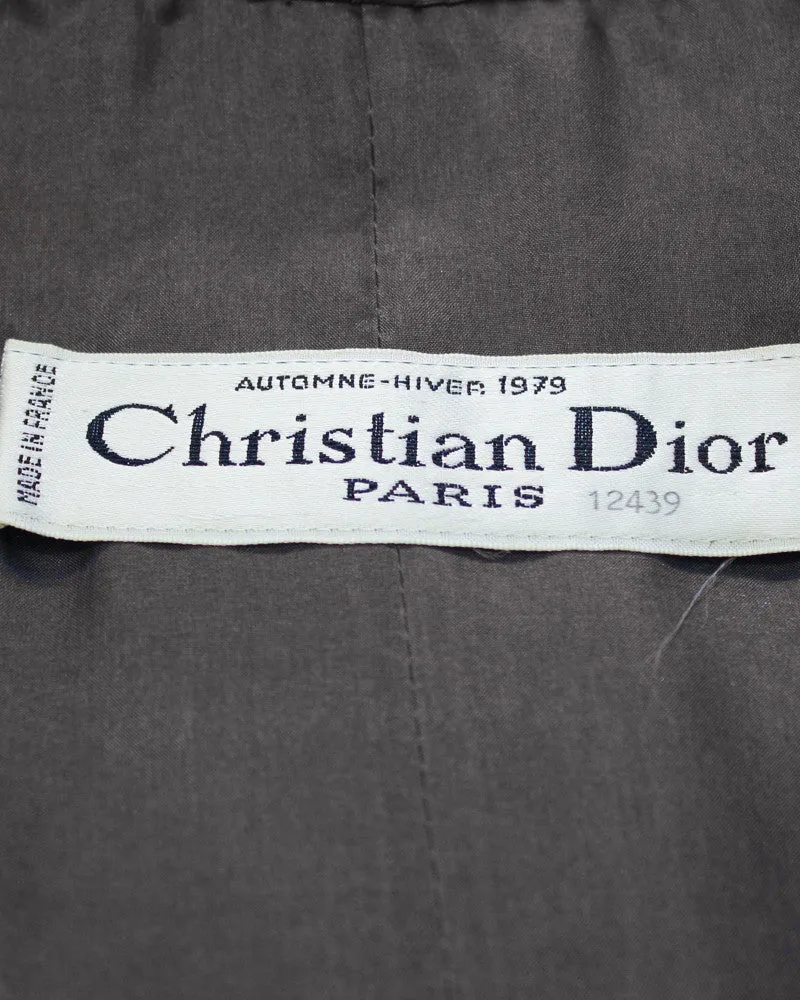 AUTOMNE-HIVER 1979
Christian Dior
PARIS 12439
MADE IN FRANCE